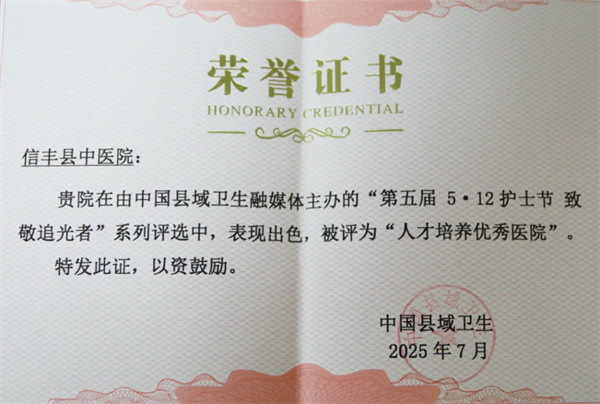 荣誉证书
HONORARY CREDENTIAL
信丰县中医院：
贵院在由中国县域卫生融媒体主办的“第五届 5·12护士节 致
敬追光者”系列评选中，表现出色，被评为“人才培养优秀医院”。
特发此证，以资鼓励。
中国县域卫生
2025年7月